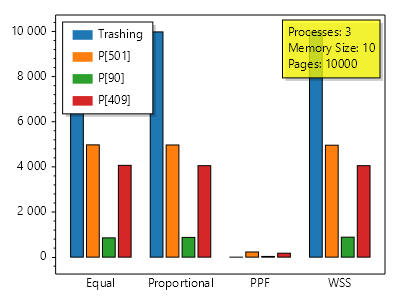 10 000
8 000
6 000
4 000
2 000
0
Trashing
P[501]
P[90]
P[409]
Processes: 3
Memory Size: 10
Pages: 10000
Equal Proportional PPF WSS